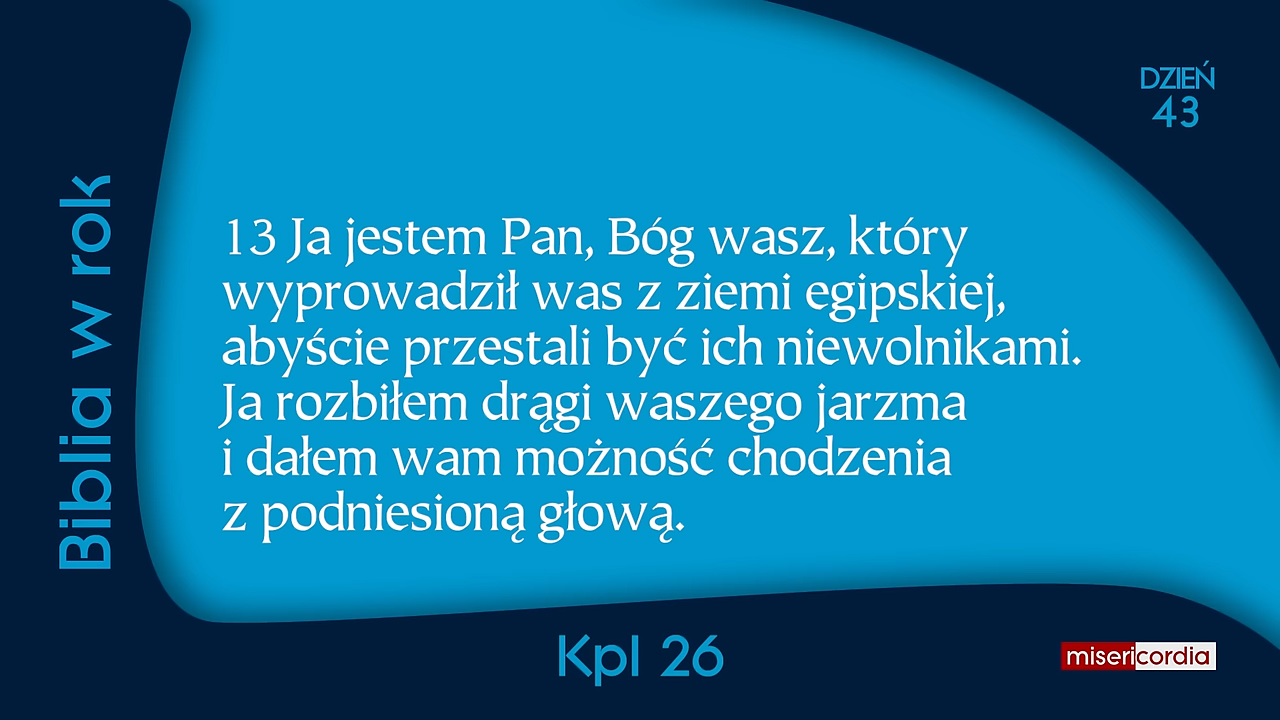 DZIEŃ
43
Biblia w rok
13 Ja jestem Pan, Bóg wasz, który
wyprowadził was z ziemi egipskiej,
abyście przestali być ich niewolnikami.
Ja rozbiłem drągi waszego jarzma
i dałem wam możność chodzenia
z podniesioną głową.
Kpl 26
misericordia